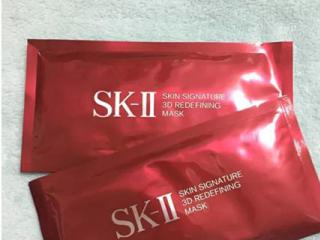 SK-II
SKIN SIGNATURE
3D REDEFINING
MASK
SK-II
SKIN SIGNATURE
3D REDEFINING
MASK